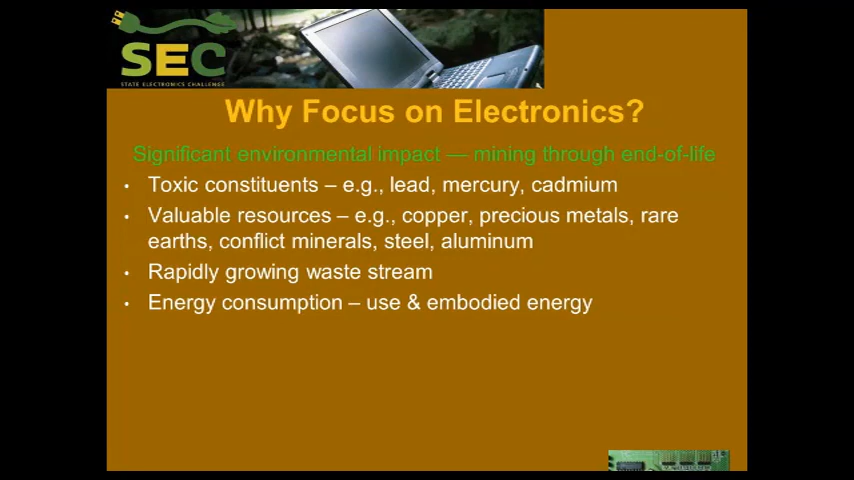 SEC
STATE ELECTRONICS CHALLENGE
Why Focus on Electronics?
Significant environmental impact — mining through end-of-life
• Toxic constituents – e.g., lead, mercury, cadmium
• Valuable resources – e.g., copper, precious metals, rare
earths, conflict minerals, steel, aluminum
• Rapidly growing waste stream
• Energy consumption – use & embodied energy